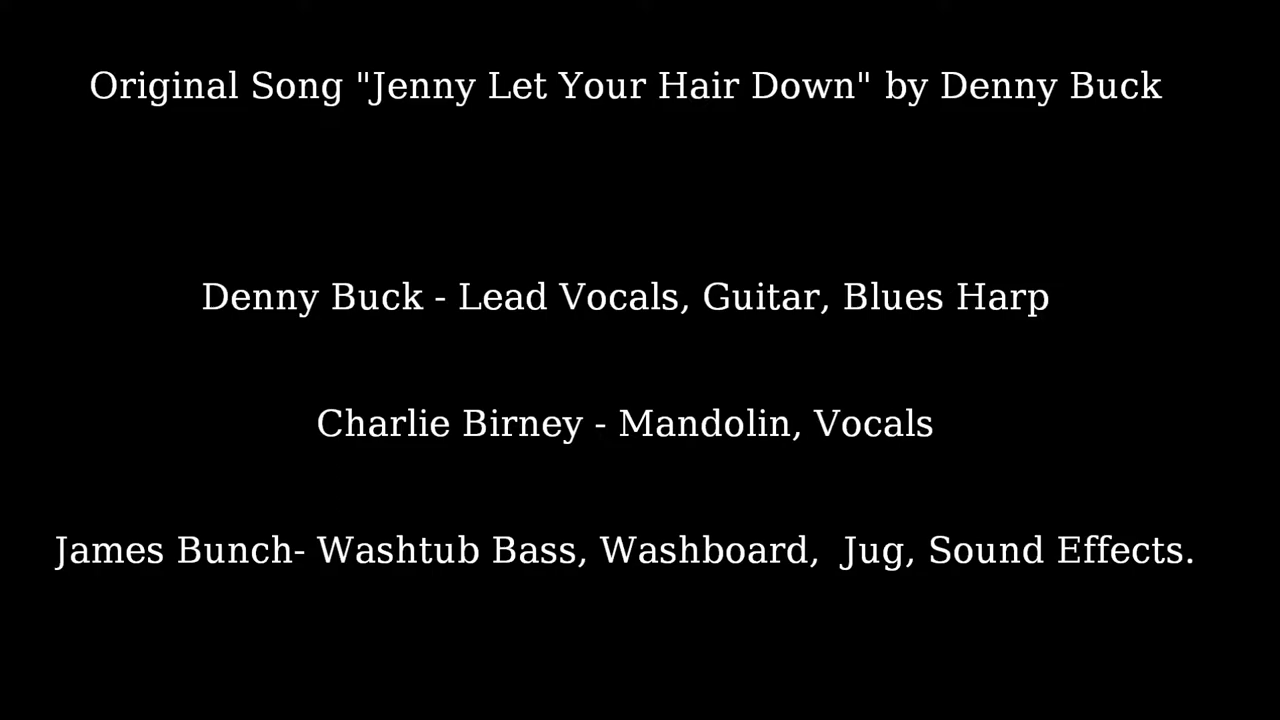 Original Song "Jenny Let Your Hair Down" by Denny Buck
Denny Buck - Lead Vocals, Guitar, Blues Harp
Charlie Birney - Mandolin, Vocals
James Bunch- Washtub Bass, Washboard,  Jug, Sound Effects.